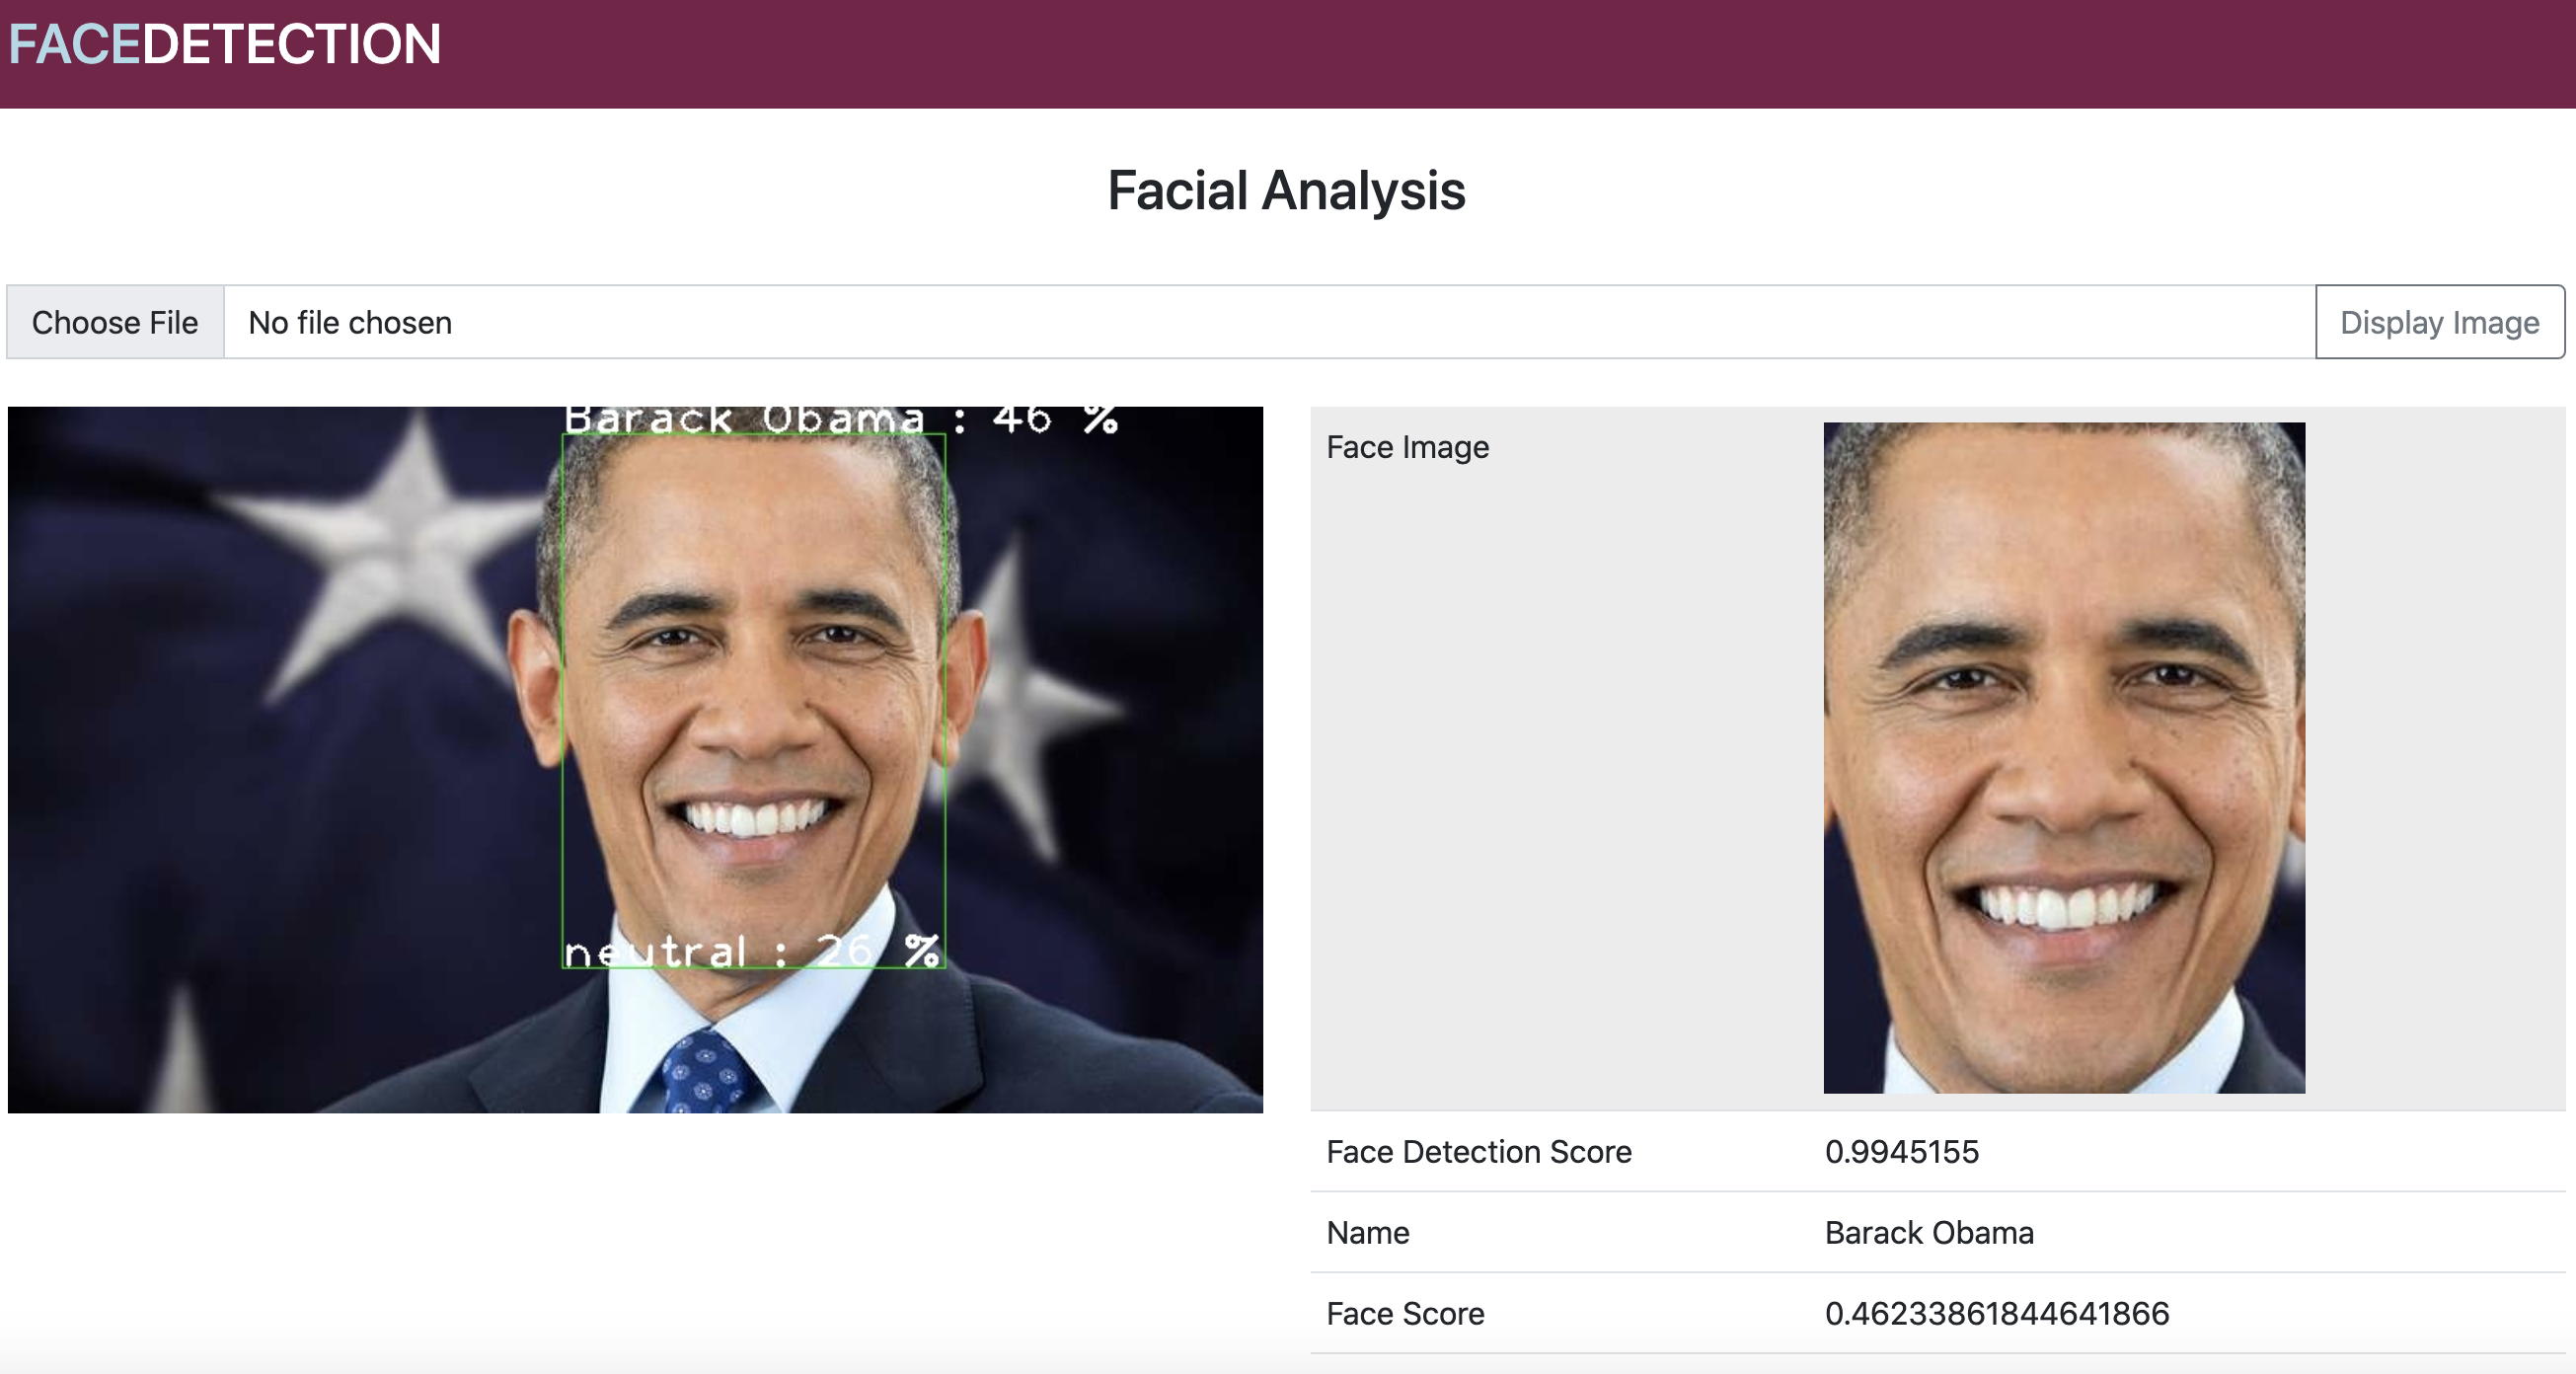 FACEDETECTION
Facial Analysis
Choose File No file chosen Display Image
Barack Obama : 46 %
neutral : 26 %
Face Image
Face Detection Score 0.9945155
Name Barack Obama
Face Score 0.46233861844641866